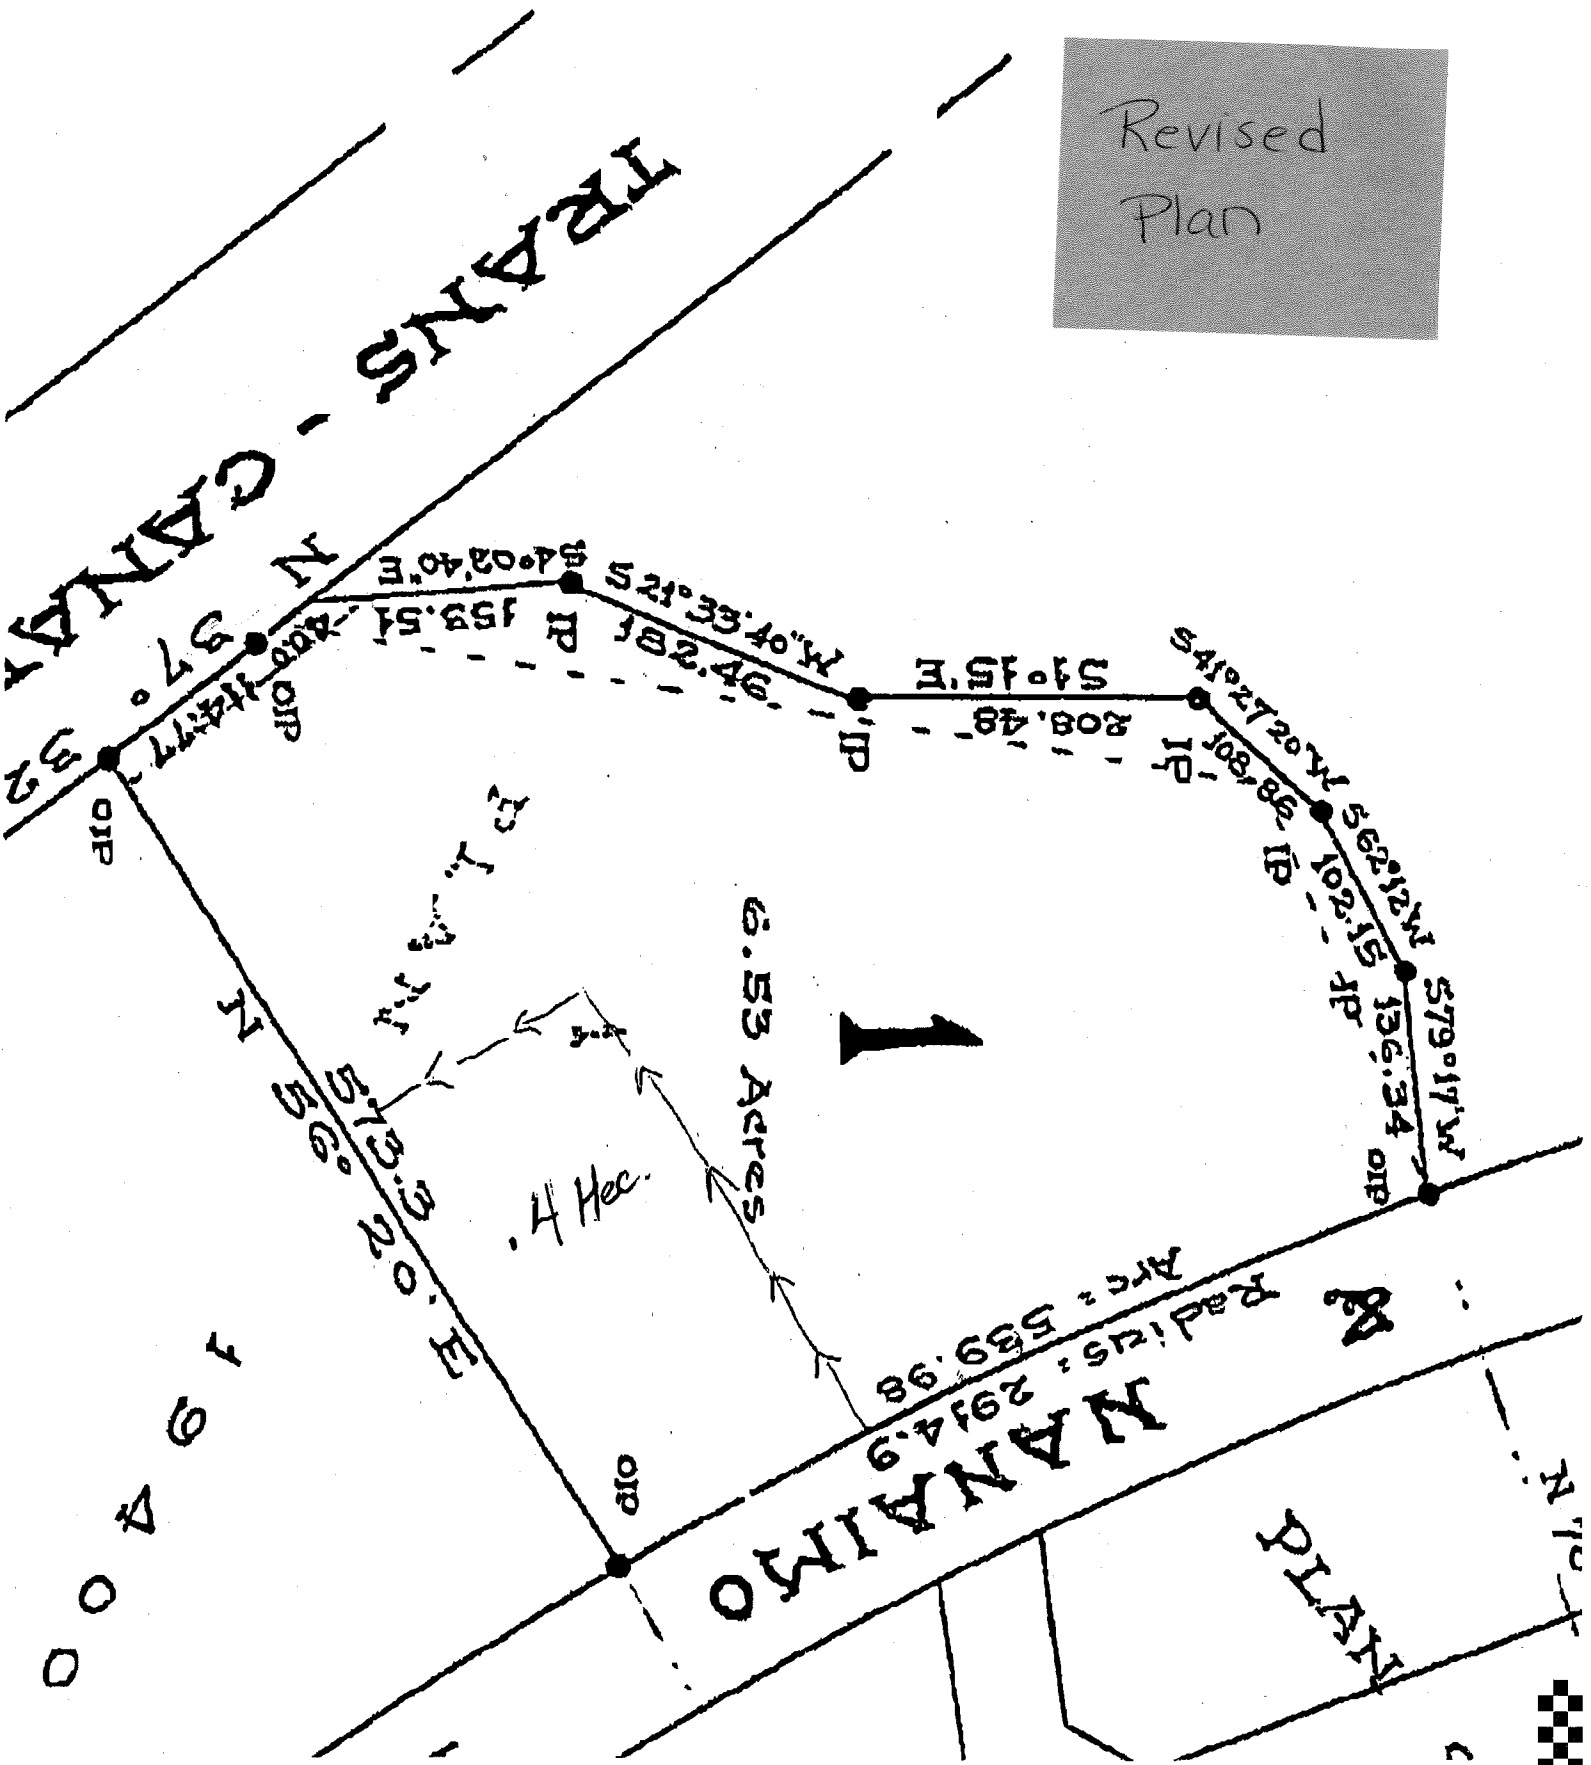 Revised
Plan
TRANS - CANA
N 37° 32
114.77
OIP
OIP
S4°02'40"E
153.51
IP
S21°33'40"W
182.46
IP
S1°15'E
208.48
IP
S41°27'20"W
108.86
IP
S62°12'W
102.15
IP
S79°17'W
136.34
OIP
PLAN
6.53 Acres
1
N 56° 20' E
573.3
.4 Hec.
Arc: 539.98
Radius: 2914.9
OIP
NANAIMO &
PLAN